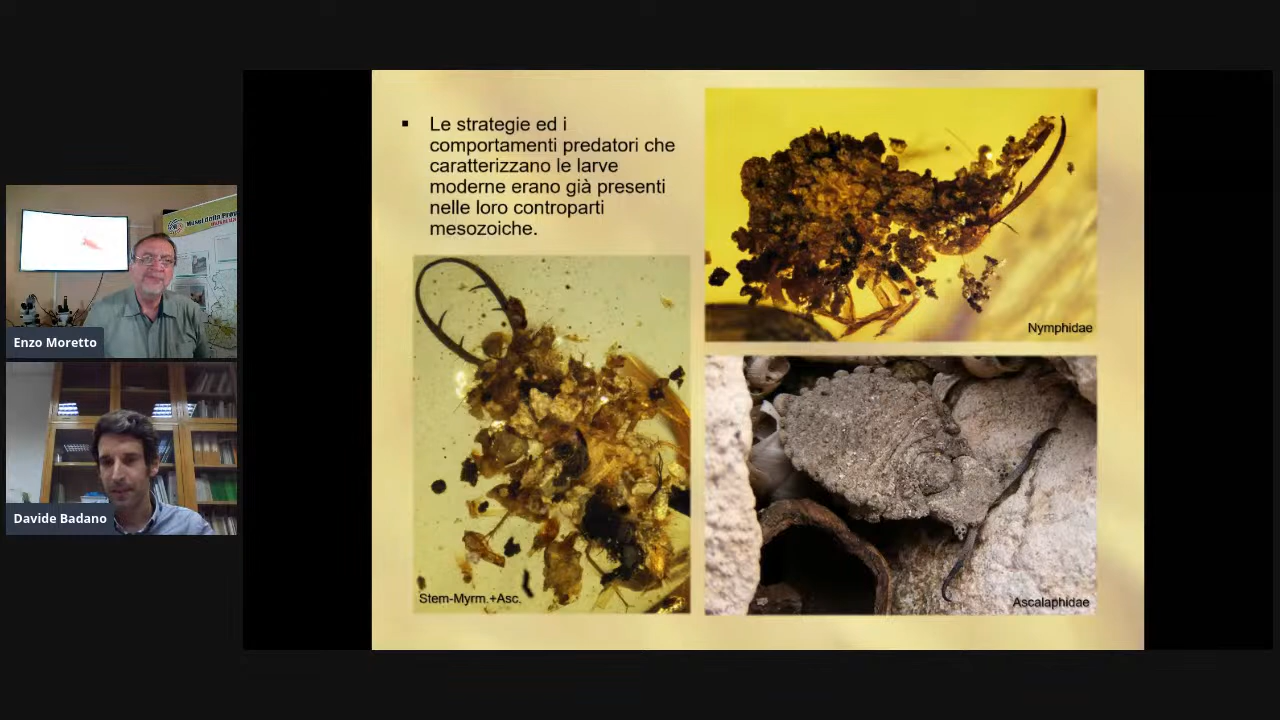 ▪ Le strategie ed i
comportamenti predatori che
caratterizzano le larve
moderne erano già presenti
nelle loro controparti
mesozoiche.
Nymphidae
Stem-Myrm.+Asc.
Ascalaphidae
Enzo Moretto
Davide Badano